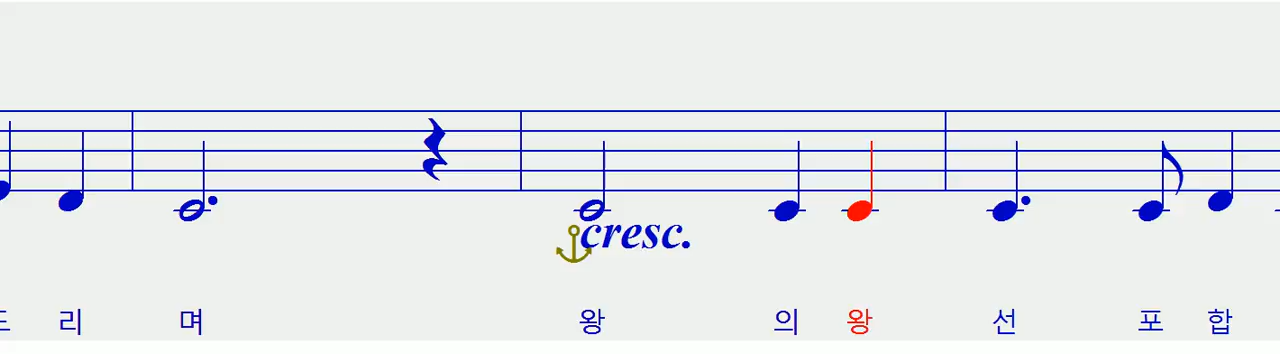 cresc.
리 며 왕 의 왕 선 포 합